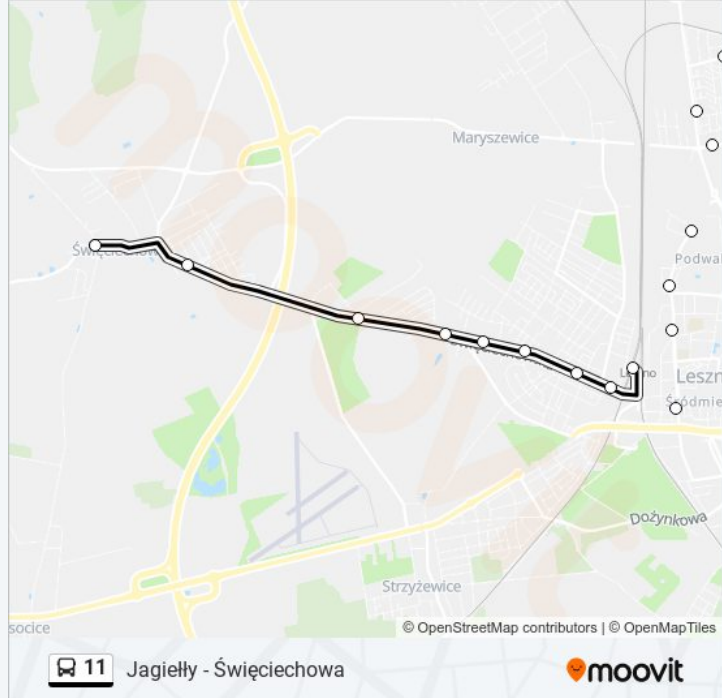 Maryszewice
Podwal
Leszn
Śródmie
Dożynkowa
Strzyżewice
socice
© OpenStreetMap contributors | © OpenMapTiles
11 Jagiełły - Święciechowa
moovit